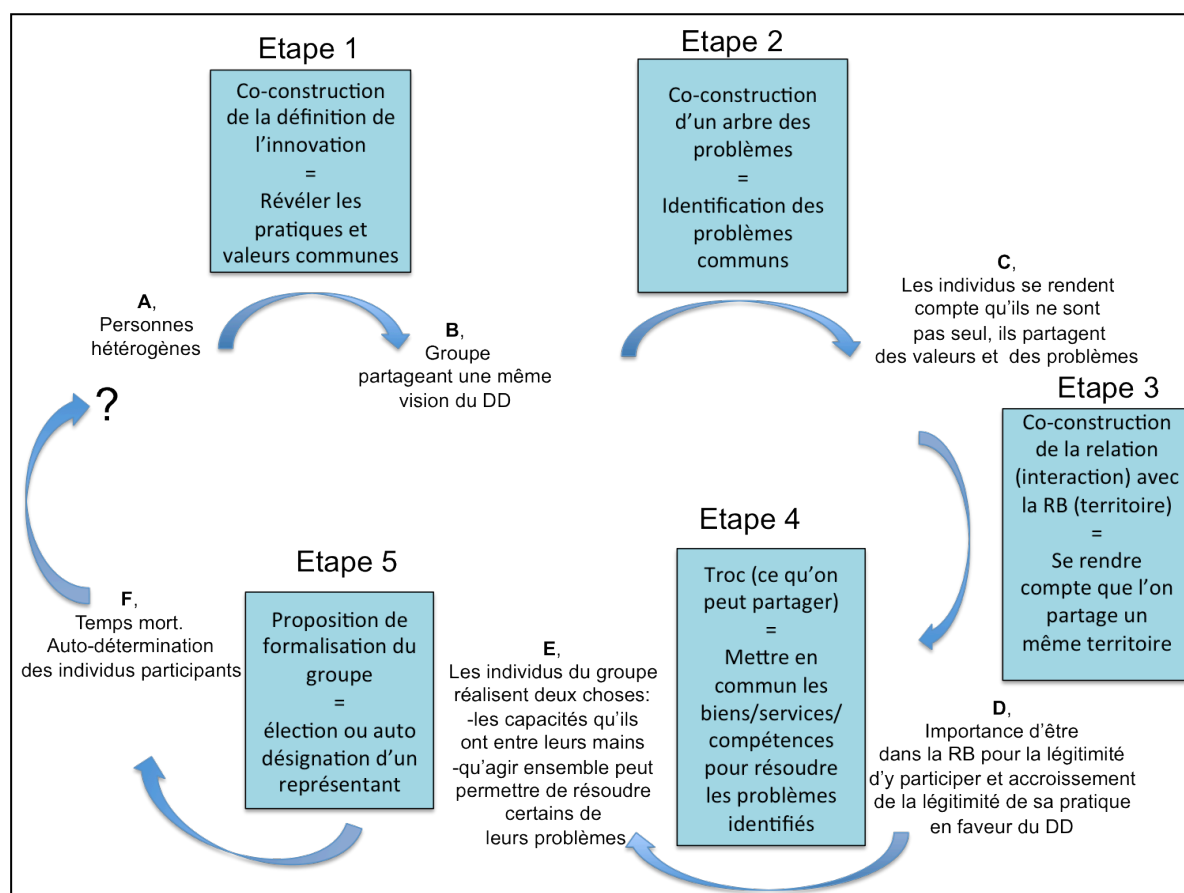 Etape 1
Co-construction
de la définition de
l’innovation
=
Révéler les
pratiques et
valeurs communes
Etape 2
Co-construction
d’un arbre des
problèmes
=
Identification des
problèmes
communs
A,
Personnes
hétérogènes
B,
Groupe
partageant une même
vision du DD
C,
Les individus se rendent
compte qu’ils ne sont
pas seul, ils partagent
des valeurs et des problèmes
?
Etape 3
Co-construction
de la relation
(interaction) avec
la RB (territoire)
=
Se rendre
compte que l’on
partage un
même territoire
D,
Importance d’être
dans la RB pour la légitimité
d’y participer et accroissement
de la légitimité de sa pratique
en faveur du DD
Etape 4
Troc (ce qu’on
peut partager)
=
Mettre en
commun les
biens/services/
compétences
pour résoudre
les problèmes
identifiés
E,
Les individus du groupe
réalisent deux choses:
-les capacités qu’ils
ont entre leurs mains
-qu’agir ensemble peut
permettre de résoudre
certains de
leurs problèmes
Etape 5
Proposition de
formalisation du
groupe
=
élection ou auto
désignation d’un
représentant
F,
Temps mort.
Auto-détermination
des individus participants